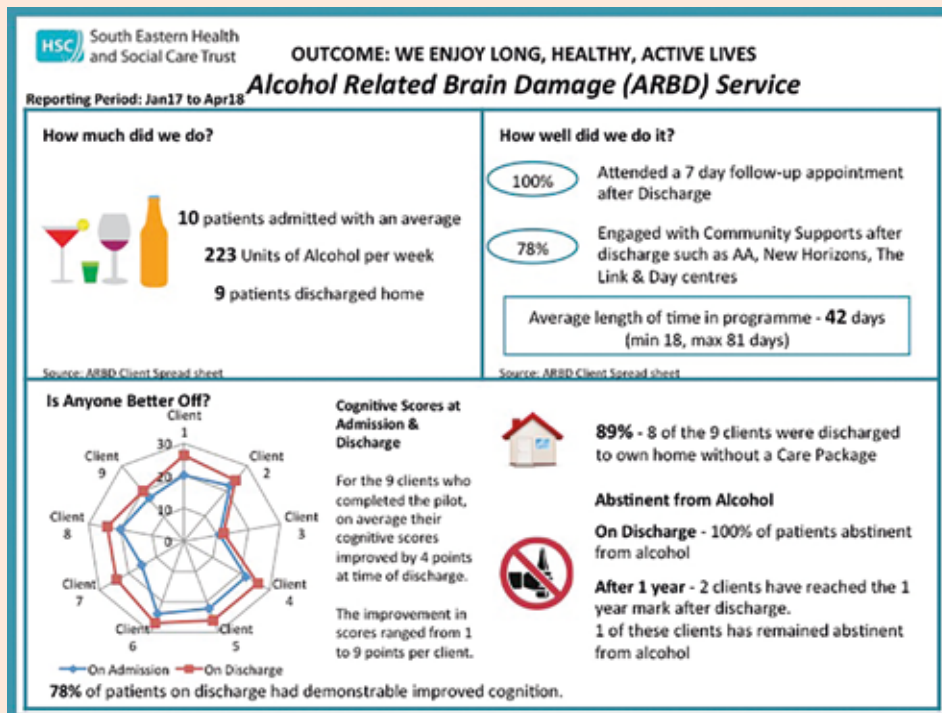 HSC South Eastern Health
and Social Care Trust
OUTCOME: WE ENJOY LONG, HEALTHY, ACTIVE LIVES
Alcohol Related Brain Damage (ARBD) Service
Reporting Period: Jan17 to Apr18
How much did we do?
10 patients admitted with an average
223 Units of Alcohol per week
9 patients discharged home
Source: ARBD Client Spread sheet
How well did we do it?
100%
Attended a 7 day follow-up appointment
after Discharge
78%
Engaged with Community Supports after
discharge such as AA, New Horizons, The
Link & Day centres
Average length of time in programme - 42 days
(min 18, max 81 days)
Source: ARBD Client Spread sheet
Is Anyone Better Off?
Client
1
Client
2
Client
3
Client
4
Client
5
Client
6
Client
7
Client
8
Client
9
30
20
10
0
On Admission
On Discharge
Cognitive Scores at
Admission &
Discharge
For the 9 clients who
completed the pilot,
on average their
cognitive scores
improved by 4 points
at time of discharge.
The improvement in
scores ranged from 1
to 9 points per client.
89% - 8 of the 9 clients were discharged
to own home without a Care Package
Abstinent from Alcohol
On Discharge - 100% of patients abstinent
from alcohol
After 1 year - 2 clients have reached the 1
year mark after discharge.
1 of these clients has remained abstinent
from alcohol
78% of patients on discharge had demonstrable improved cognition.